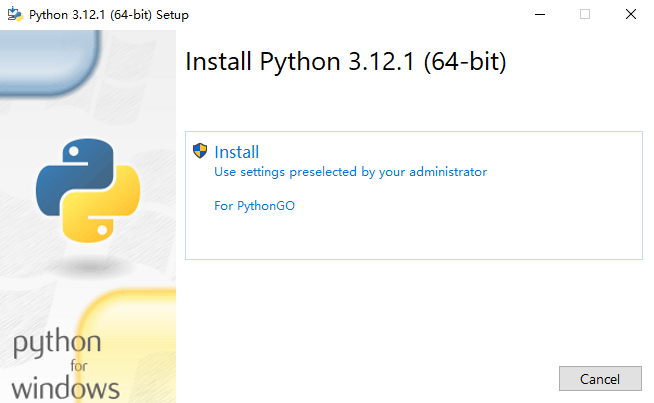 Python 3.12.1 (64-bit) Setup
Install Python 3.12.1 (64-bit)
Install
Use settings preselected by your administrator
For PythonGO
python
for
windows
Cancel